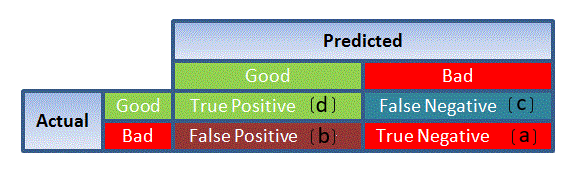 Predicted
Good Bad
Actual Good True Positive (d) False Negative (c)
Bad False Positive (b) True Negative (a)